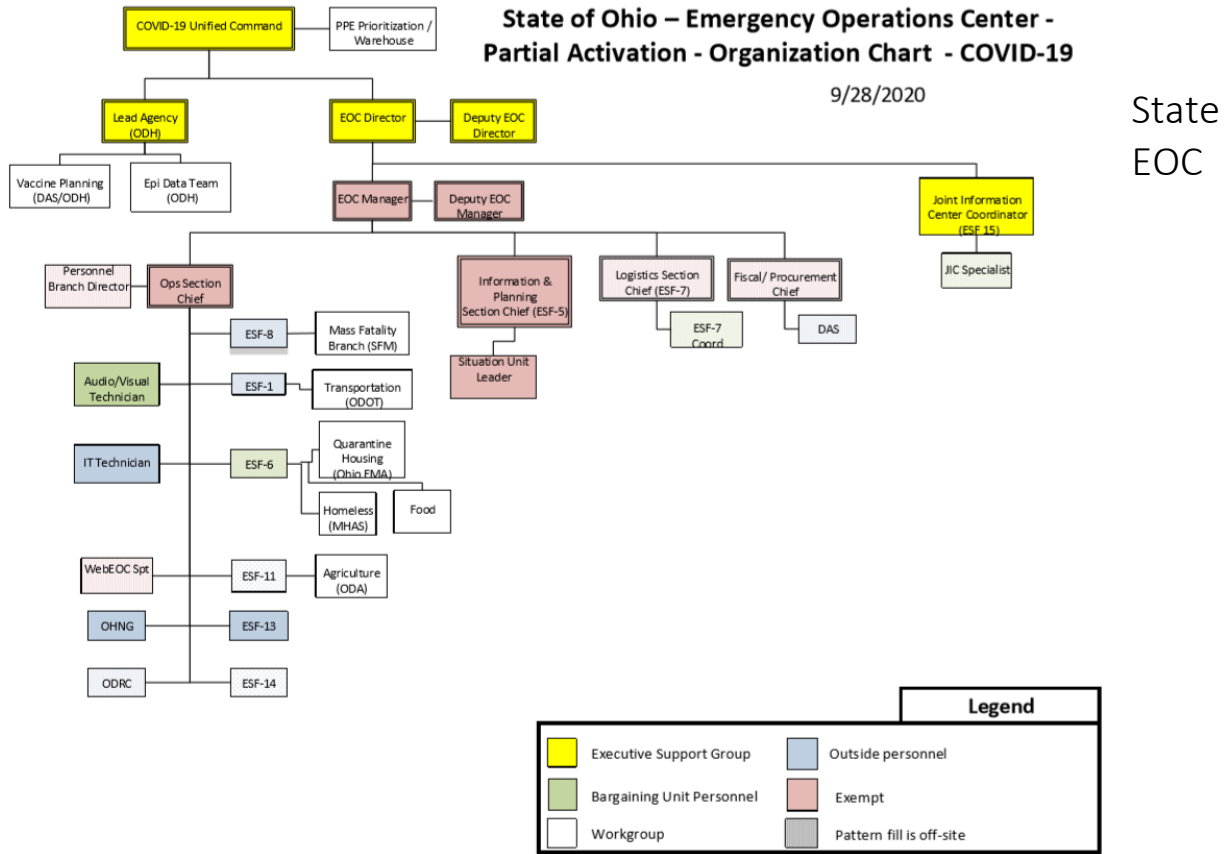 State of Ohio – Emergency Operations Center -
Partial Activation - Organization Chart - COVID-19
9/28/2020
State
EOC
COVID-19 Unified Command
PPE Prioritization /
Warehouse
Lead Agency
(ODH)
EOC Director
Deputy EOC
Director
Vaccine Planning
(DAS/ODH)
Epi Data Team
(ODH)
EOC Manager
Deputy EOC
Manager
Joint Information
Center Coordinator
(ESF 15)
JIC Specialist
Personnel
Branch Director
Ops Section
Chief
Information &
Planning
Section Chief (ESF-5)
Logistics Section
Chief (ESF-7)
Fiscal/ Procurement
Chief
ESF-7
Coord
DAS
Situation Unit
Leader
ESF-8
Mass Fatality
Branch (SFM)
Audio/Visual
Technician
ESF-1
Transportation
(ODOT)
IT Technician
ESF-6
Quarantine
Housing
(Ohio EMA)
Homeless
(MHAS)
Food
WebEOC Spt
ESF-11
Agriculture
(ODA)
OHNG
ESF-13
ODRC
ESF-14
Legend
Executive Support Group
Outside personnel
Bargaining Unit Personnel
Exempt
Workgroup
Pattern fill is off-site